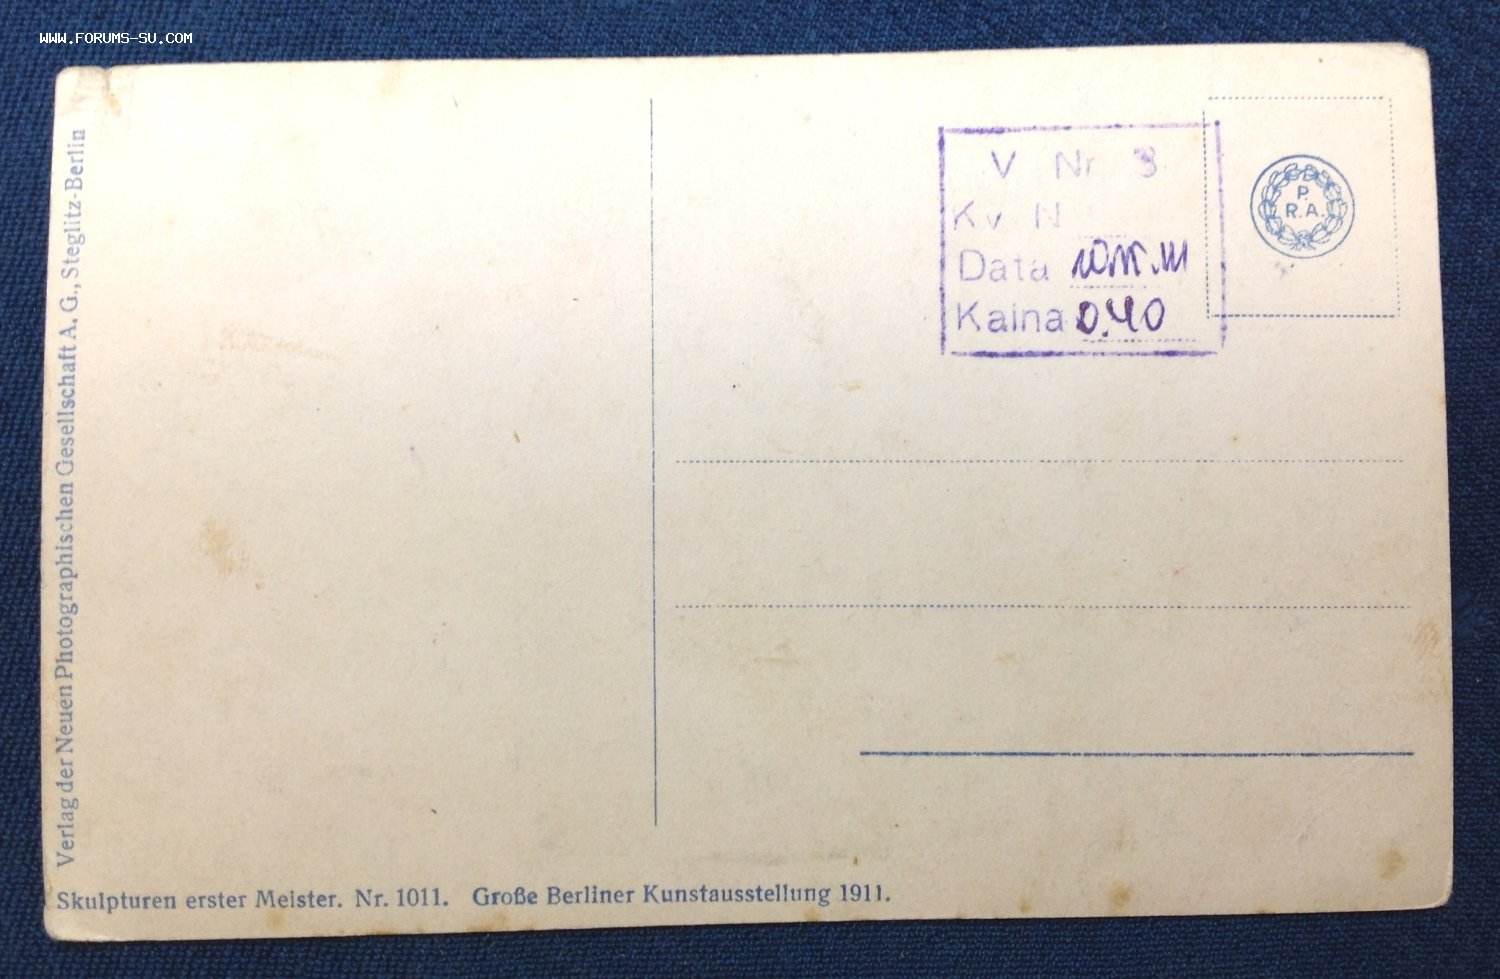 WWW.FORUMS-SU.COM
Verlag der Neuen Photographischen Gesellschaft A. G., Steglitz-Berlin
V Nr 3
Kv N
Data
Kaina 0.40
P.
R. A.
Skulpturen erster Meister. Nr. 1011. Große Berliner Kunstausstellung 1911.